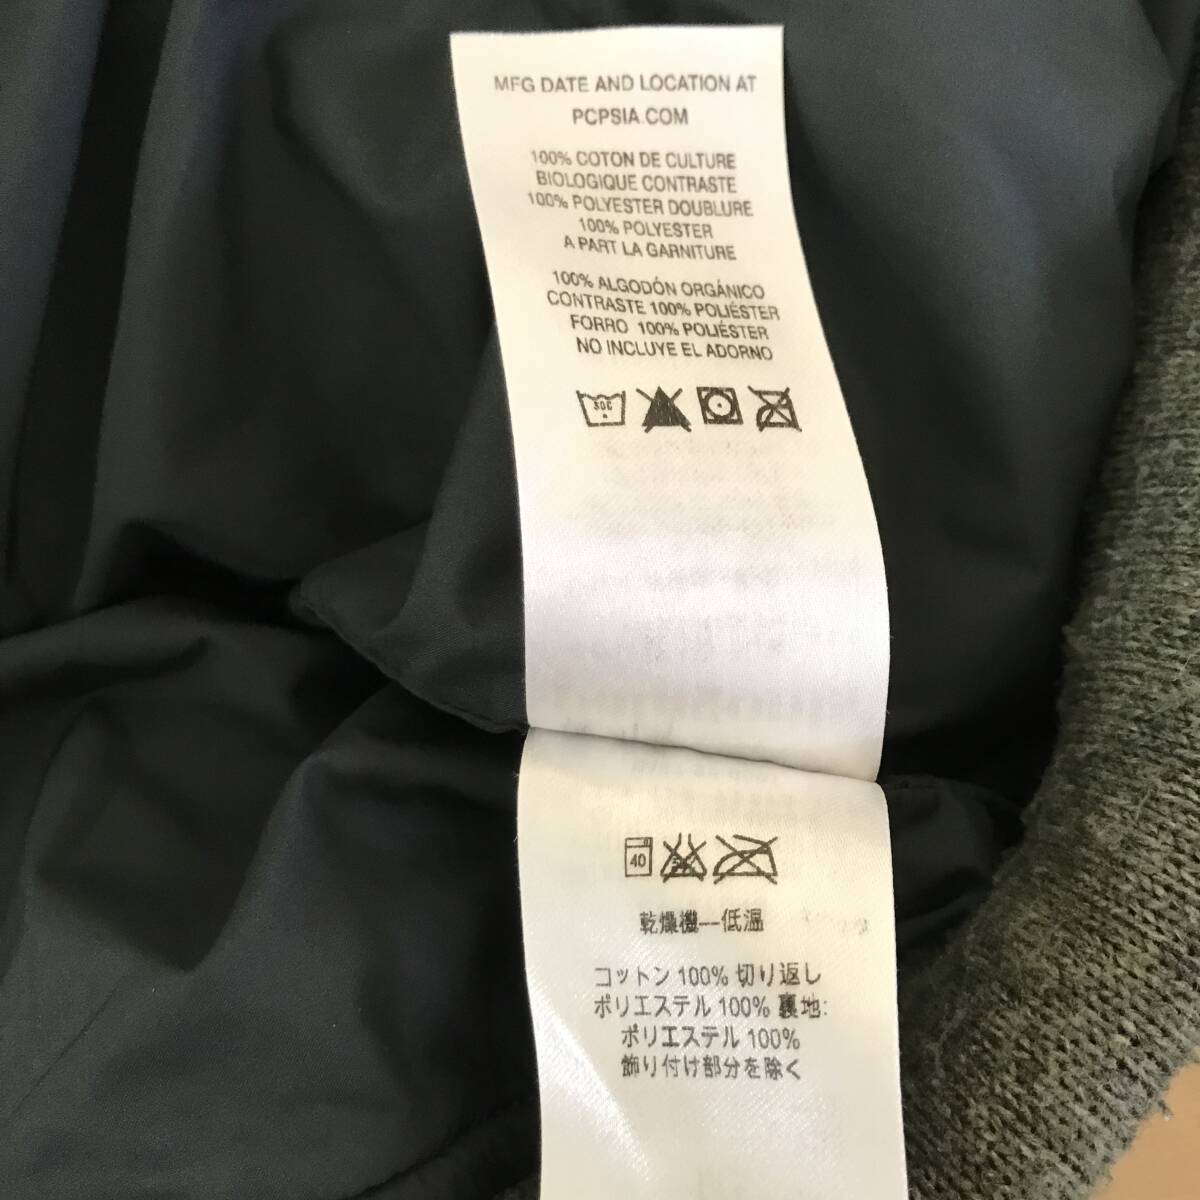 MFG DATE AND LOCATION AT
PCPSIA.COM
100% COTON DE CULTURE
BIOLOGIQUE CONTRASTE
100% POLYESTER DOUBLURE
100% POLYESTER
A PART LA GARNITURE
100% ALGODÓN ORGÁNICO
CONTRASTE 100% POLIÉSTER
FORRO 100% POLIÉSTER
NO INCLUYE EL ADORNO
40
乾燥機—低温
コットン 100% 切り返し
ポリエステル 100% 裏地:
ポリエステル 100%
飾り付け部分を除く